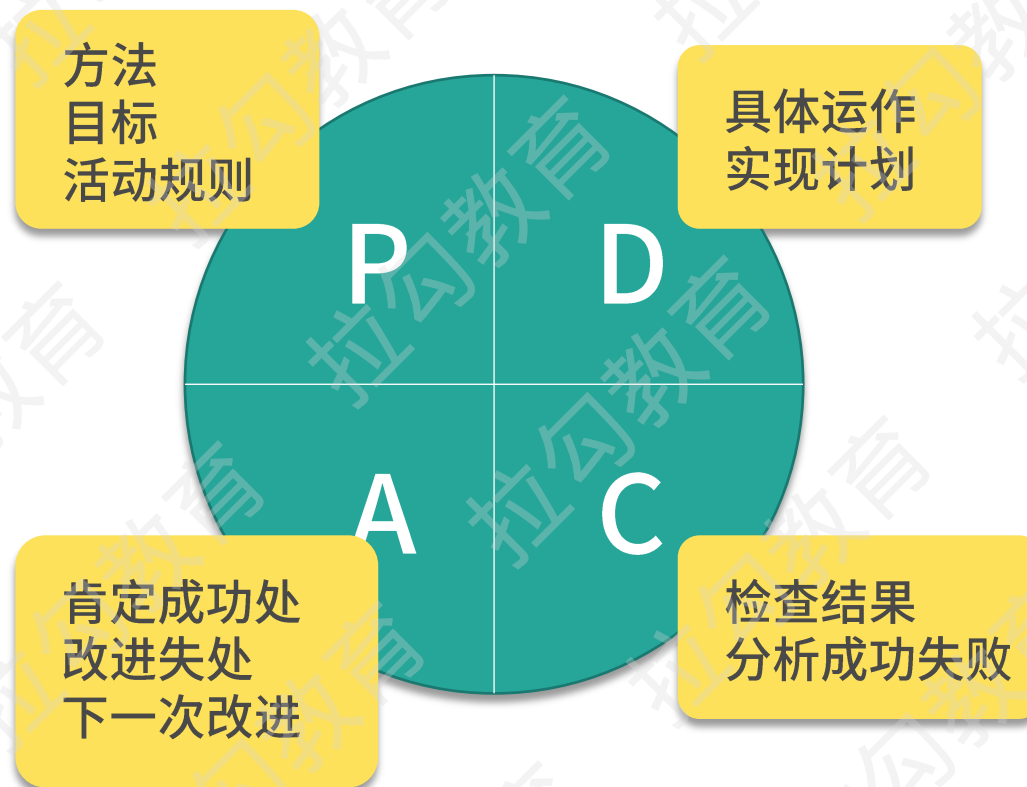 方法
目标
活动规则
具体运作
实现计划
P
D
A
C
肯定成功处
改进失处
下一次改进
检查结果
分析成功失败
拉勾教育